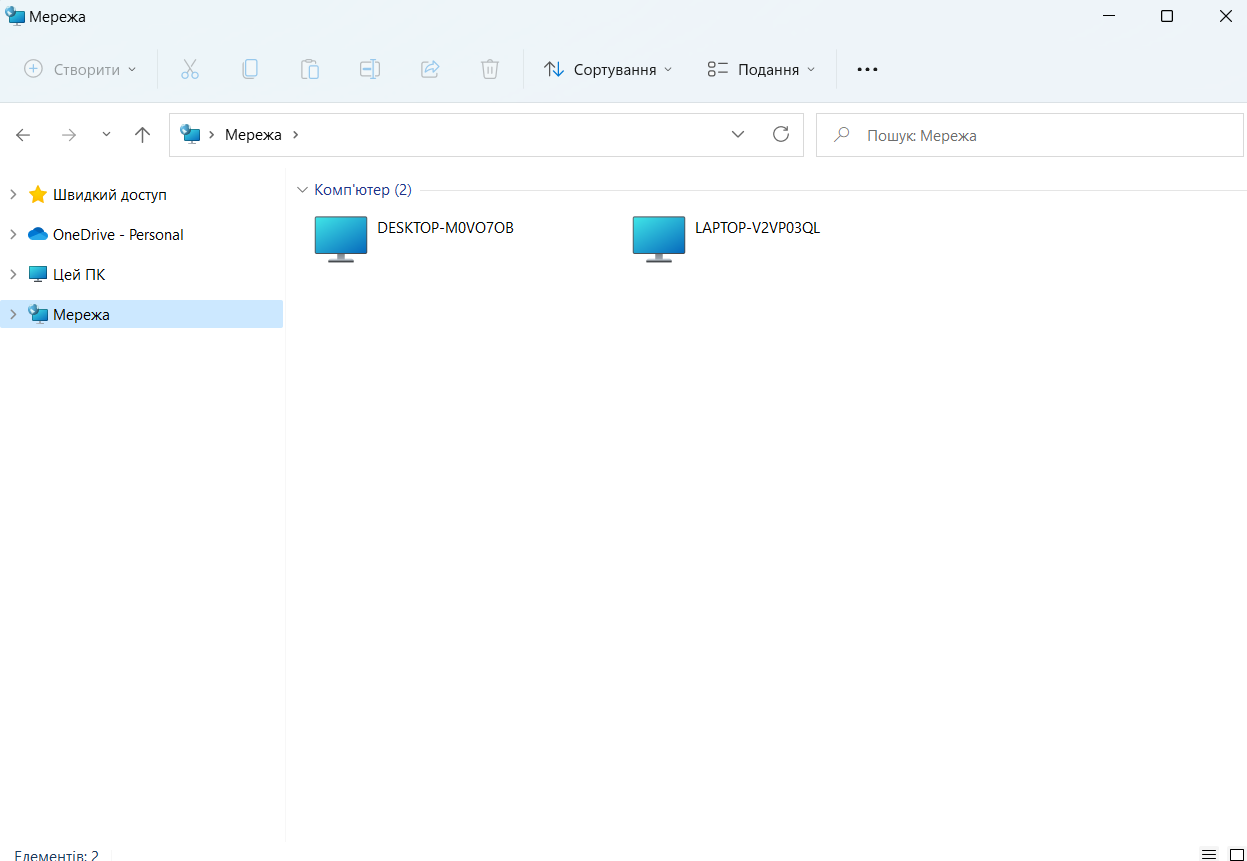 Мережа
Створити
Сортування
Подання
Мережа
Пошук: Мережа
Швидкий доступ
OneDrive - Personal
Цей ПК
Мережа
Комп'ютер (2)
DESKTOP-M0VO7OB
LAPTOP-V2VP03QL
Елементів: 2